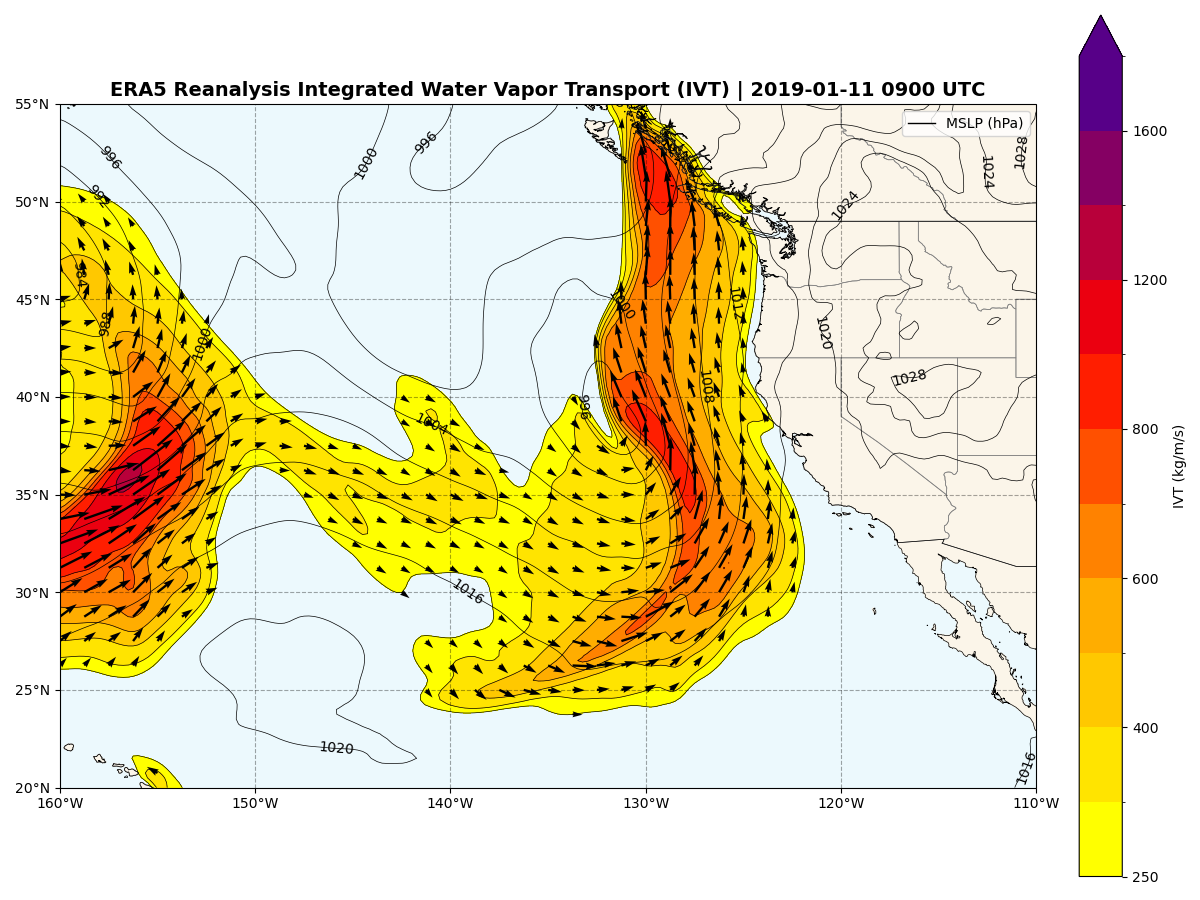 ERA5 Reanalysis Integrated Water Vapor Transport (IVT) | 2019-01-11 0900 UTC
MSLP (hPa)
55°N
50°N
45°N
40°N
35°N
30°N
25°N
20°N
160°W
150°W
140°W
130°W
120°W
110°W
996
992
984
988
1000
1000
996
1000
996
1004
1016
1020
1012
1008
1020
1024
1024
1028
1028
1016
1600
1200
800
600
400
250
IVT (kg/m/s)